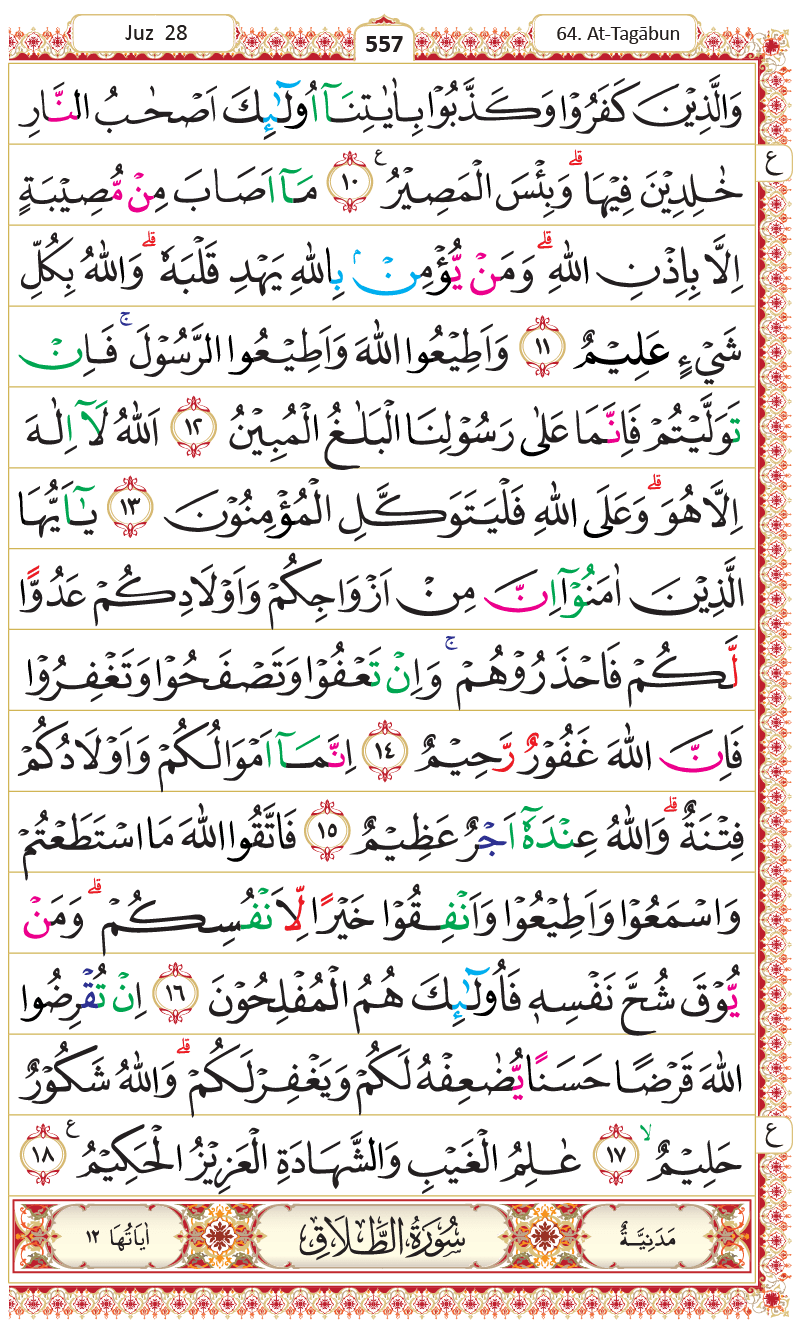 Juz 28
557
64. At-Tagābun
وَالَّذِيْنَ كَفَرُوْا وَكَذَّبُوْا بِاٰيٰتِنَآ اُولٰۤىِٕكَ اَصْحٰبُ النَّارِ
خٰلِدِيْنَ فِيْهَاۗ وَبِئْسَ الْمَصِيْرُ ࣖ ١٠ مَآ اَصَابَ مِنْ مُّصِيْبَةٍ
ع
اِلَّا بِاِذْنِ اللّٰهِ ۗوَمَنْ يُّؤْمِنْۢ بِاللّٰهِ يَهْدِ قَلْبَهٗ ۗوَاللّٰهُ بِكُلِّ
شَيْءٍ عَلِيْمٌ ١١ وَاَطِيْعُوا اللّٰهَ وَاَطِيْعُوا الرَّسُوْلَۚ فَاِنْ
تَوَلَّيْتُمْ فَاِنَّمَا عَلٰى رَسُوْلِنَا الْبَلٰغُ الْمُبِيْنُ ١٢ اَللّٰهُ لَآ اِلٰهَ
اِلَّا هُوَۗ وَعَلَى اللّٰهِ فَلْيَتَوَكَّلِ الْمُؤْمِنُوْنَ ١٣ يٰٓاَيُّهَا
الَّذِيْنَ اٰمَنُوْٓا اِنَّ مِنْ اَزْوَاجِكُمْ وَاَوْلَادِكُمْ عَدُوًّا
لَّكُمْ فَاحْذَرُوْهُمْۚ وَاِنْ تَعْفُوْا وَتَصْفَحُوْا وَتَغْفِرُوْا
فَاِنَّ اللّٰهَ غَفُوْرٌ رَّحِيْمٌ ١٤ اِنَّمَآ اَمْوَالُكُمْ وَاَوْلَادُكُمْ
فِتْنَةٌ ۗوَاللّٰهُ عِنْدَهٗٓ اَجْرٌ عَظِيْمٌ ١٥ فَاتَّقُوا اللّٰهَ مَا اسْتَطَعْتُمْ
وَاسْمَعُوْا وَاَطِيْعُوْا وَاَنْفِقُوْا خَيْرًا لِّاَنْفُسِكُمْ ۗوَمَنْ
يُّوْقَ شُحَّ نَفْسِهٖ فَاُولٰۤىِٕكَ هُمُ الْمُفْلِحُوْنَ ١٦ اِنْ تُقْرِضُوا
اللّٰهَ قَرْضًا حَسَنًا يُّضٰعِفْهُ لَكُمْ وَيَغْفِرْ لَكُمْۗ وَاللّٰهُ شَكُوْرٌ
حَلِيْمٌۙ ١٧ عٰلِمُ الْغَيْبِ وَالشَّهَادَةِ الْعَزِيْزُ الْحَكِيْمُ ࣖ ١٨
ع
مَدَنِيَّةٌ سُوْرَةُ الطَّلَاقِ اٰيَاتُهَا ١٢